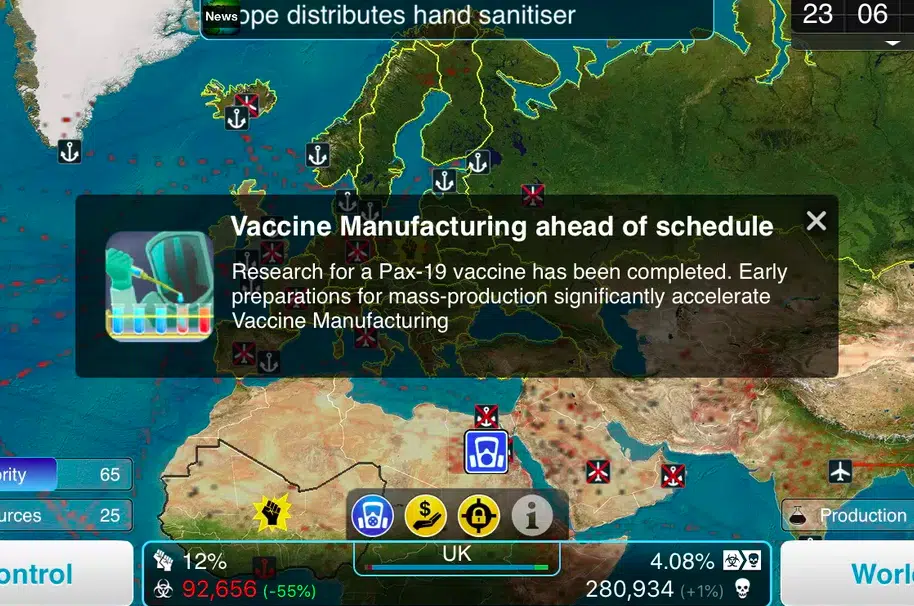 News
ope distributes hand sanitiser
23 06
Vaccine Manufacturing ahead of schedule
Research for a Pax-19 vaccine has been completed. Early
preparations for mass-production significantly accelerate
Vaccine Manufacturing
rity 65
urces 25
Production
ontrol
12%
92,656 (-55%)
UK
4.08%
280,934 (+1%)
Worl